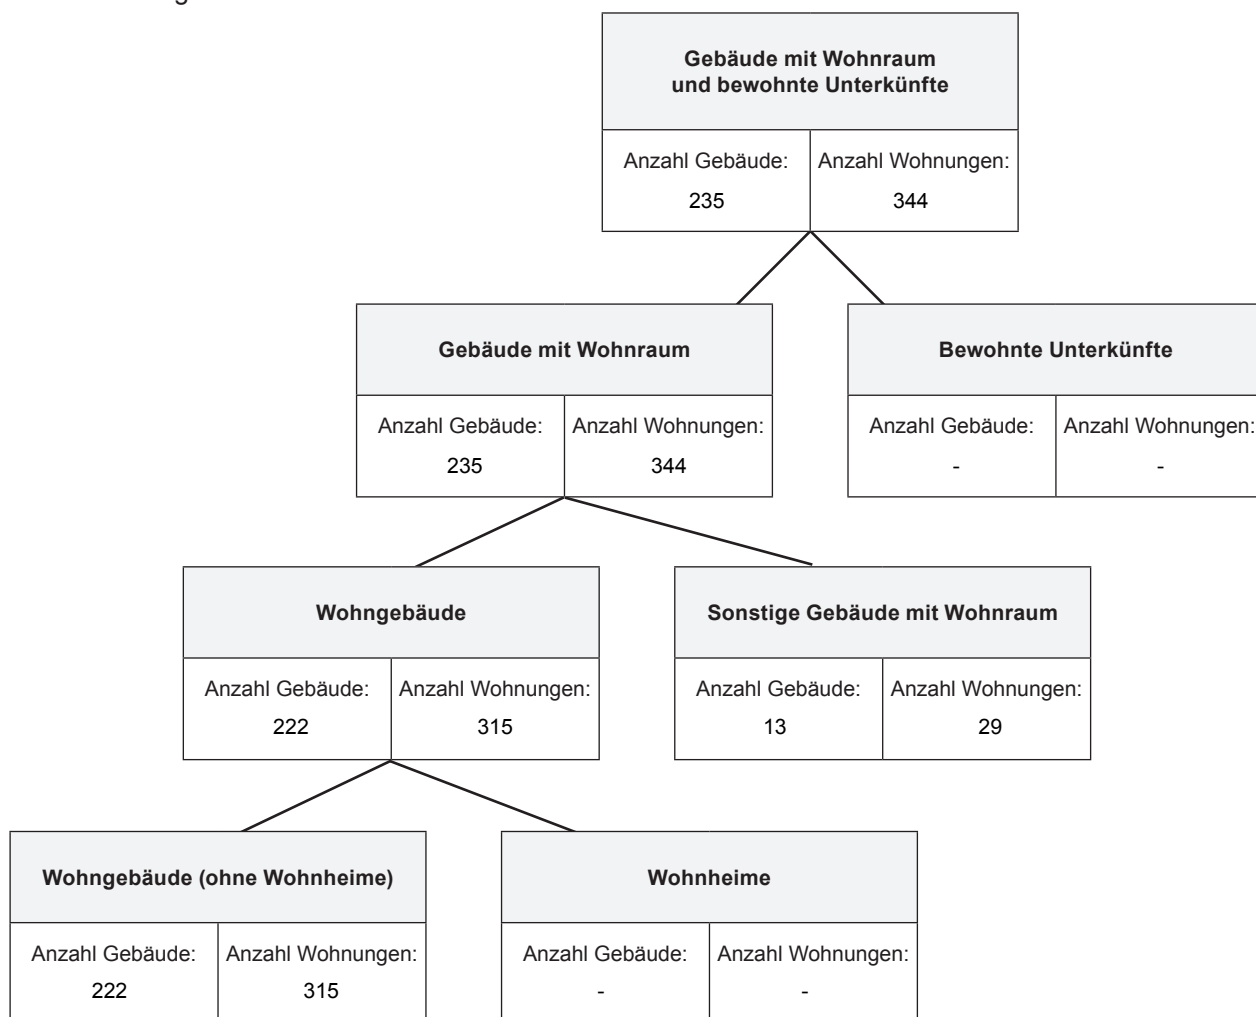 Gebäude mit Wohnraum
und bewohnte Unterkünfte
Anzahl Gebäude: Anzahl Wohnungen:
235 344
Gebäude mit Wohnraum
Anzahl Gebäude: Anzahl Wohnungen:
235 344
Bewohnte Unterkünfte
Anzahl Gebäude: Anzahl Wohnungen:
- -
Wohngebäude
Anzahl Gebäude: Anzahl Wohnungen:
222 315
Sonstige Gebäude mit Wohnraum
Anzahl Gebäude: Anzahl Wohnungen:
13 29
Wohngebäude (ohne Wohnheime)
Anzahl Gebäude: Anzahl Wohnungen:
222 315
Wohnheime
Anzahl Gebäude: Anzahl Wohnungen:
- -